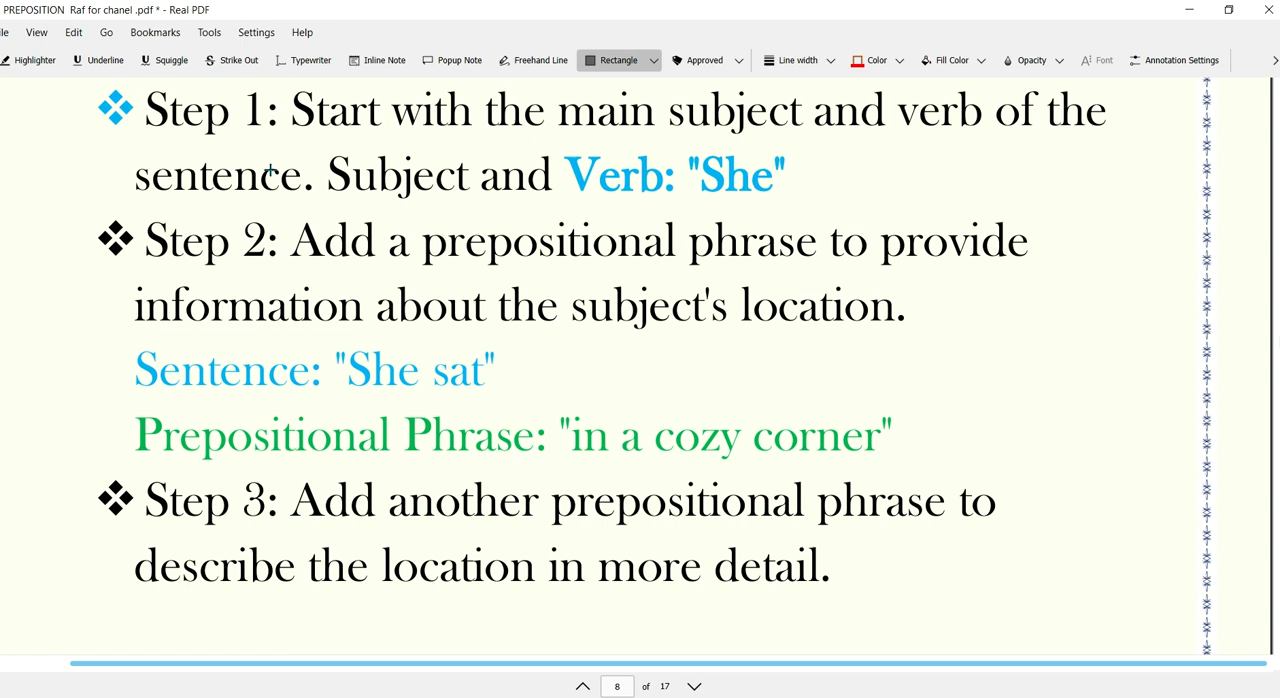 PREPOSITION Raf for chanel .pdf * - Real PDF
le View Edit Go Bookmarks Tools Settings Help
Highlighter Underline Squiggle Strike Out Typewriter Inline Note Popup Note Freehand Line Rectangle Approved Line width Color Fill Color Opacity Font Annotation Settings
Step 1: Start with the main subject and verb of the
sentence. Subject and Verb: "She"
Step 2: Add a prepositional phrase to provide
information about the subject's location.
Sentence: "She sat"
Prepositional Phrase: "in a cozy corner"
Step 3: Add another prepositional phrase to
describe the location in more detail.
8 of 17